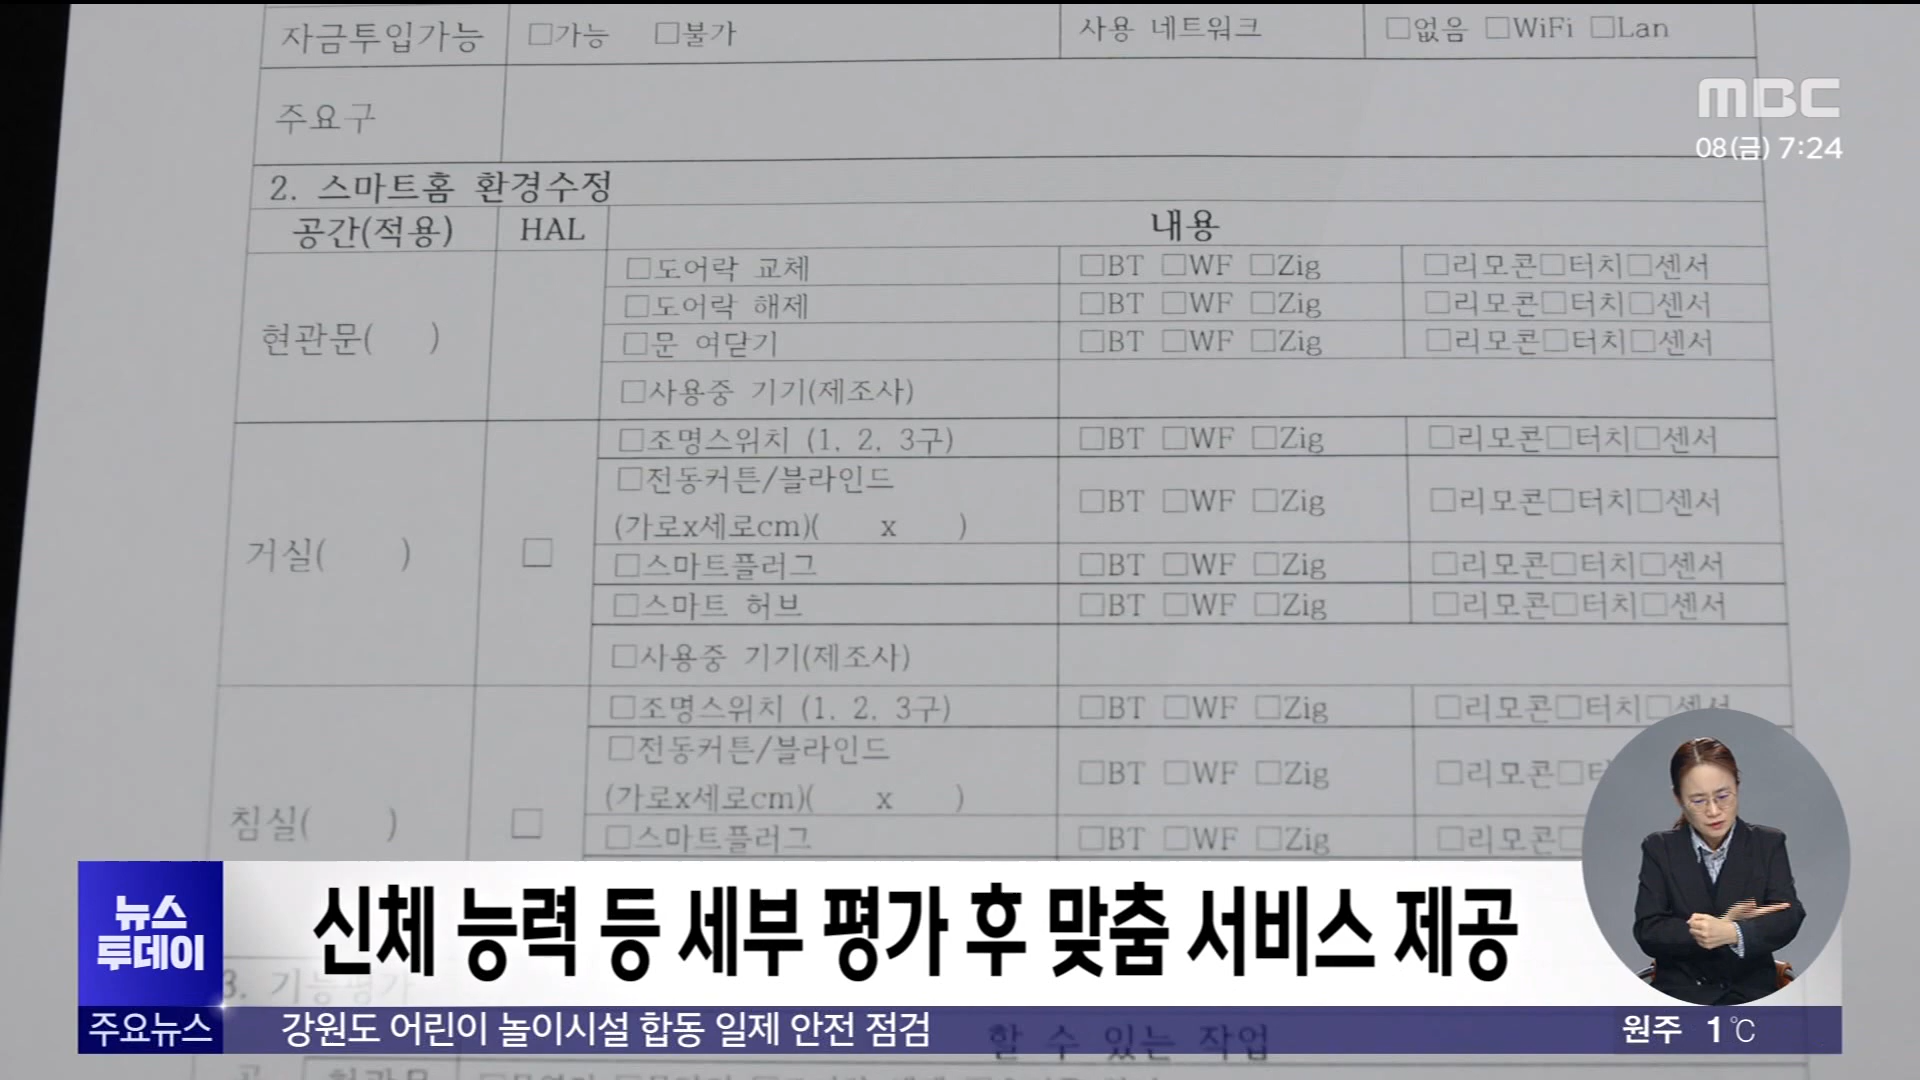 자금투입가능 □가능 □불가 사용 네트워크 □없음 □WiFi □Lan
주요구
MBC
08(금) 7:24
2. 스마트홈 환경수정
공간(적용) HAL 내용
□도어락 교체 □BT □WF □Zig □리모콘□터치□센서
□도어락 해제 □BT □WF □Zig □리모콘□터치□센서
현관문( ) □문 여닫기 □BT □WF □Zig □리모콘□터치□센서
□사용중 기기(제조사)
□조명스위치 (1, 2, 3구) □BT □WF □Zig □리모콘□터치□센서
□전동커튼/블라인드
(가로x세로cm)( x ) □BT □WF □Zig □리모콘□터치□센서
거실( ) □ □스마트플러그 □BT □WF □Zig □리모콘□터치□센서
□스마트 허브 □BT □WF □Zig □리모콘□터치□센서
□사용중 기기(제조사)
□조명스위치 (1, 2, 3구) □BT □WF □Zig □리모콘□터치□센서
□전동커튼/블라인드
(가로x세로cm)( x ) □BT □WF □Zig □리모콘□
침실( ) □ □스마트플러그 □BT □WF □Zig □리모콘□
뉴스
투데이
신체 능력 등 세부 평가 후 맞춤 서비스 제공
3. 기능평가
주요뉴스 강원도 어린이 놀이시설 합동 일제 안전 점검 원주 1℃
할 수 있는 작업